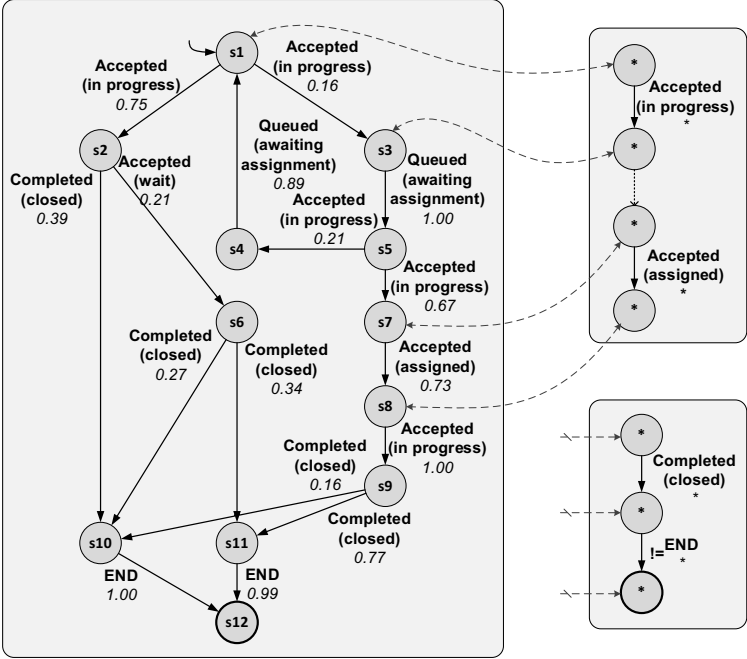 s1
Accepted
(in progress)
0.75
Accepted
(in progress)
0.16
s2
Accepted
(wait)
0.21
Completed
(closed)
0.39
Queued
(awaiting
assignment)
0.89
s3
Queued
(awaiting
assignment)
1.00
Accepted
(in progress)
0.21
s4
s5
Accepted
(in progress)
0.67
s6
s7
Completed
(closed)
0.27
Completed
(closed)
0.34
Accepted
(assigned)
0.73
s8
Accepted
(in progress)
1.00
Completed
(closed)
0.16
s9
Completed
(closed)
0.77
s10
s11
END
1.00
END
0.99
s12
*
Accepted
(in progress)
*
*
*
Accepted
(assigned)
*
*
*
Completed
(closed)
*
*
!=END
*
*